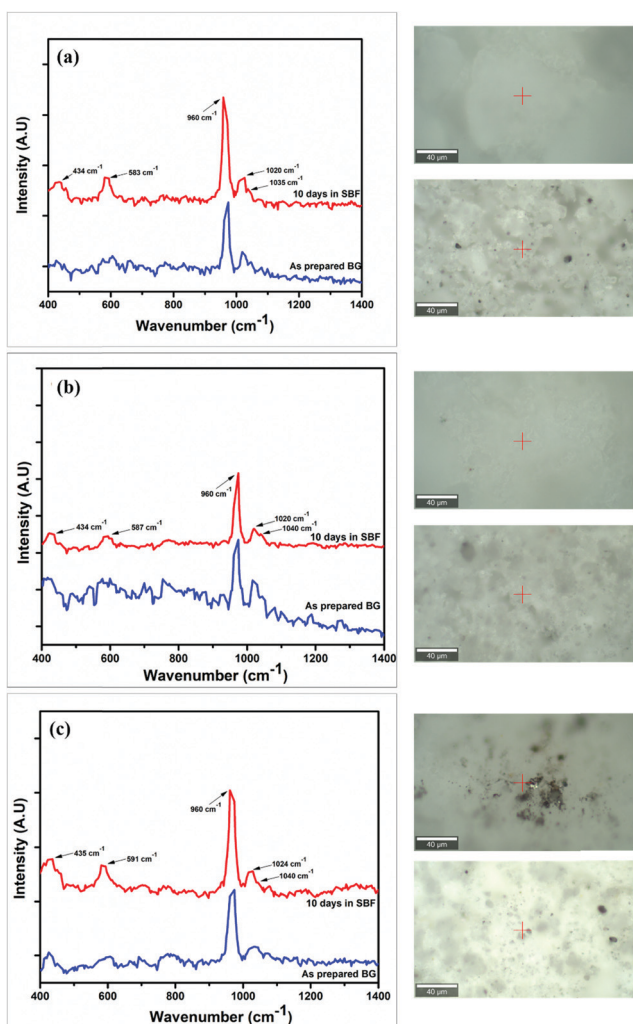 (a)
Intensity (A.U)
960 cm-1
434 cm-1
583 cm-1
1020 cm-1
1035 cm-1
10 days in SBF
As prepared BG
400 600 800 1000 1200 1400
Wavenumber (cm-1)
40 µm
40 µm
(b)
Intensity (A.U)
960 cm-1
434 cm-1
587 cm-1
1020 cm-1
1040 cm-1
10 days in SBF
As prepared BG
400 600 800 1000 1200 1400
Wavenumber (cm-1)
40 µm
40 µm
(c)
Intensity (A.U)
960 cm-1
435 cm-1
591 cm-1
1024 cm-1
1040 cm-1
10 days in SBF
As prepared BG
400 600 800 1000 1200 1400
Wavenumber (cm-1)
40 µm
40 µm